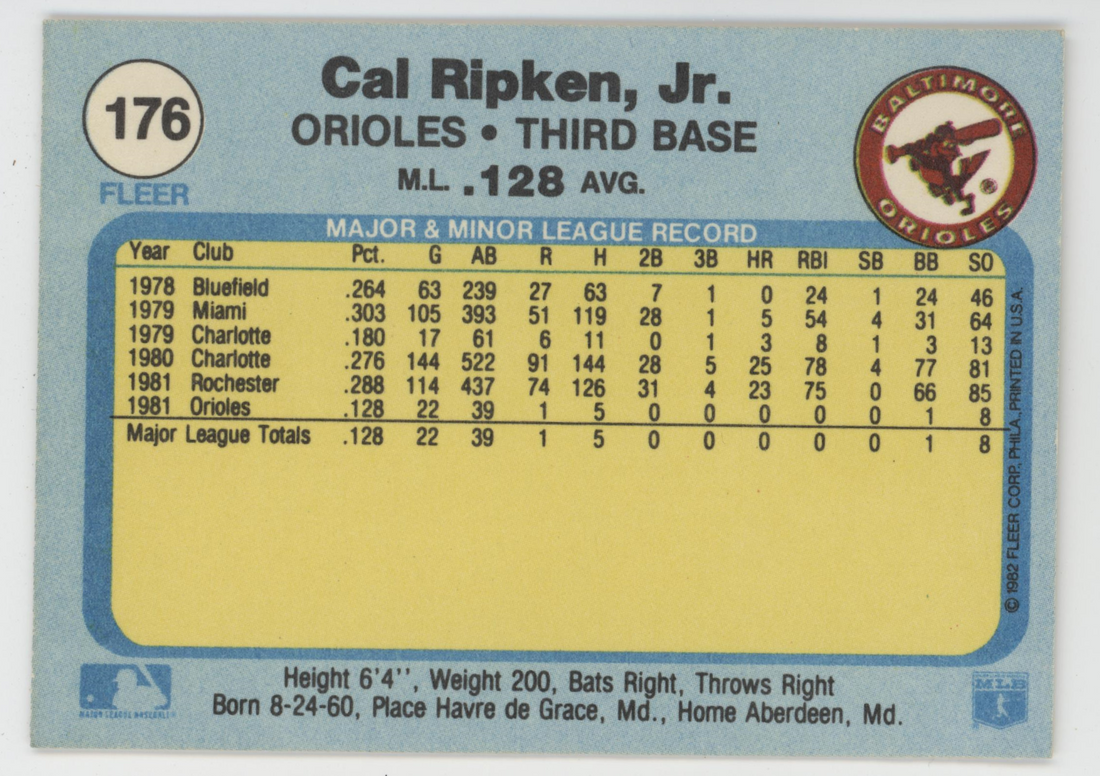 176
FLEER
Cal Ripken, Jr.
ORIOLES • THIRD BASE
M.L. .128 AVG.
BALTIMORE
ORIOLES
MAJOR & MINOR LEAGUE RECORD
Year Club Pct. G AB R H 2B 3B HR RBI SB BB SO
1978 Bluefield .264 63 239 27 63 7 1 0 24 1 24 46
1979 Miami .303 105 393 51 119 28 1 5 54 4 31 64
1979 Charlotte .180 17 61 6 11 0 1 3 8 1 3 13
1980 Charlotte .276 144 522 91 144 28 5 25 78 4 77 81
1981 Rochester .288 114 437 74 126 31 4 23 75 0 66 85
1981 Orioles .128 22 39 1 5 0 0 0 0 0 1 8
Major League Totals .128 22 39 1 5 0 0 0 0 0 1 8
© 1982 FLEER CORP., PHILA., PRINTED IN U.S.A.
Height 6'4'', Weight 200, Bats Right, Throws Right
Born 8-24-60, Place Havre de Grace, Md., Home Aberdeen, Md.
MAJOR LEAGUE BASEBALL
MLB